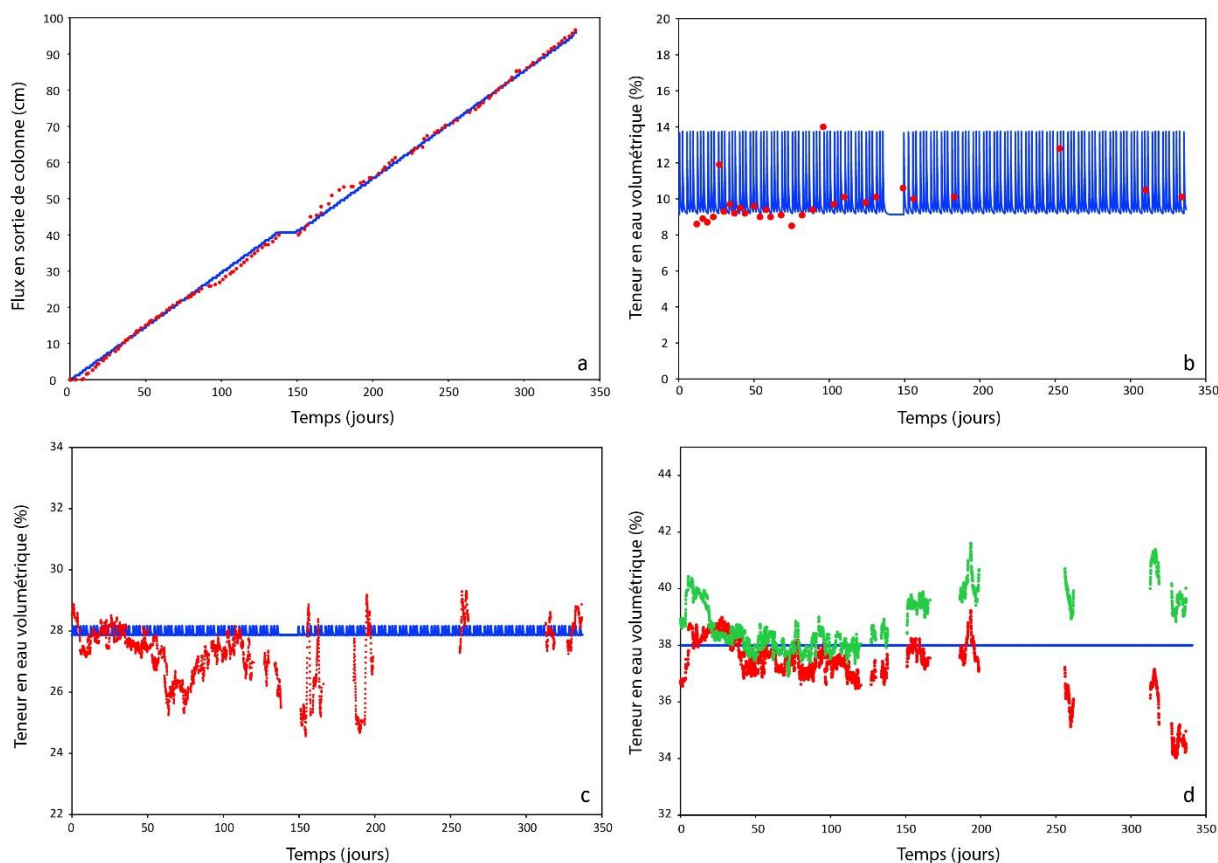 Flux en sortie de colonne (cm)
100
90
80
70
60
50
40
30
20
10
0
0 50 100 150 200 250 300 350
Temps (jours)
a
Teneur en eau volumétrique (%)
20
18
16
14
12
10
8
6
4
2
0
0 50 100 150 200 250 300 350
Temps (jours)
b
Teneur en eau volumétrique (%)
34
32
30
28
26
24
22
0 50 100 150 200 250 300 350
Temps (jours)
c
Teneur en eau volumétrique (%)
44
42
40
38
36
34
32
0 50 100 150 200 250 300 350
Temps (jours)
d